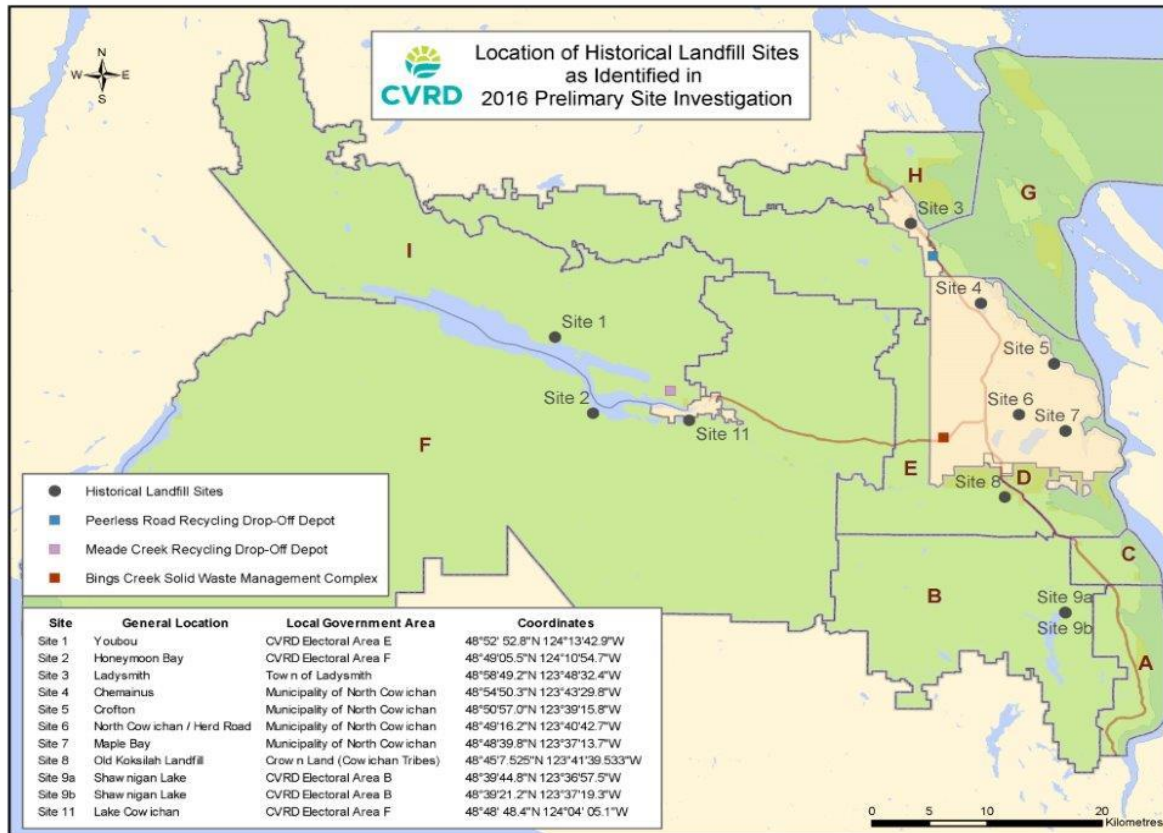 Location of Historical Landfill Sites
as Identified in
2016 Prelimary Site Investigation
CVRD
N
W E
S
H
G
Site 3
I
Site 4
Site 1
Site 5
Site 2
Site 6
Site 7
Site 11
F
E
D
Site 8
C
B
Site 9a
Site 9b
A
Historical Landfill Sites
Peerless Road Recycling Drop-Off Depot
Meade Creek Recycling Drop-Off Depot
Bings Creek Solid Waste Management Complex
Site General Location Local Government Area Coordinates
Site 1 Youbou CVRD Electoral Area E 48°52' 52.8"N 124°13'42.9"W
Site 2 Honeymoon Bay CVRD Electoral Area F 48°49'05.5"N 124°10'54.7"W
Site 3 Ladysmith Town of Ladysmith 48°58'49.2"N 123°48'32.4"W
Site 4 Chemainus Municipality of North Cowichan 48°54'50.3"N 123°43'29.8"W
Site 5 Crofton Municipality of North Cowichan 48°50'57.0"N 123°39'15.8"W
Site 6 North Cowichan / Herd Road Municipality of North Cowichan 48°49'16.2"N 123°40'42.7"W
Site 7 Maple Bay Municipality of North Cowichan 48°48'39.8"N 123°37'13.7"W
Site 8 Old Koksilah Landfill Crown Land (Cowichan Tribes) 48°45'7.525"N 123°41'39.533"W
Site 9a Shawnigan Lake CVRD Electoral Area B 48°39'44.8"N 123°36'57.5"W
Site 9b Shawnigan Lake CVRD Electoral Area B 48°39'21.2"N 123°37'19.3"W
Site 11 Lake Cowichan CVRD Electoral Area F 48°48' 48.4"N 124°04' 05.1"W
0 5 10 20
Kilometres